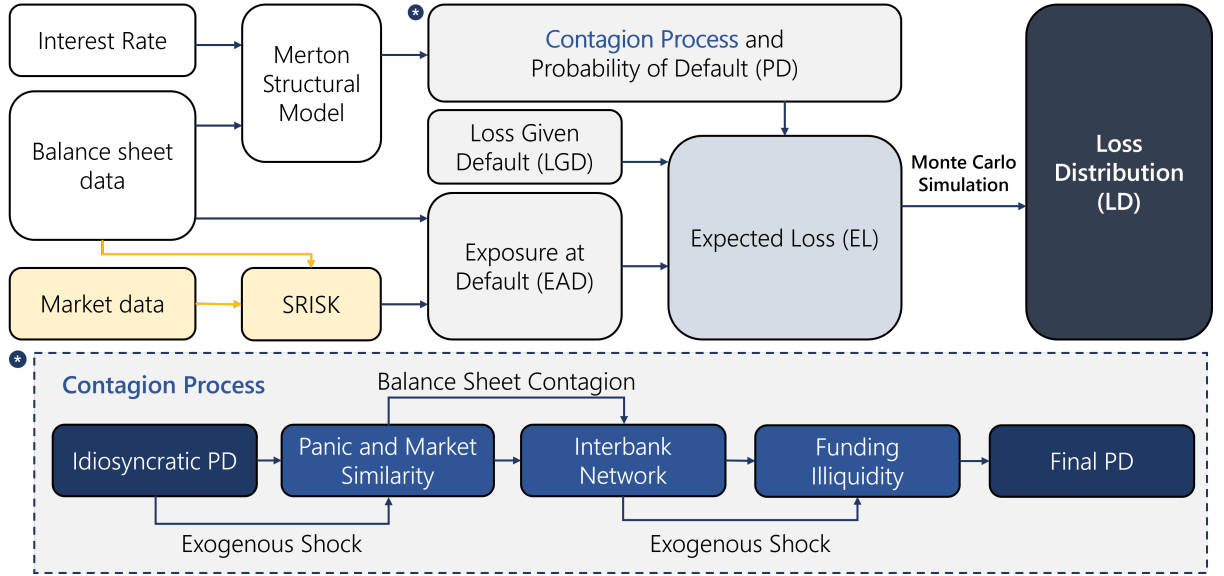 Interest Rate
Merton
Structural
Model
*
Contagion Process and
Probability of Default (PD)
Balance sheet
data
Loss Given
Default (LGD)
Exposure at
Default (EAD)
Expected Loss (EL)
Monte Carlo
Simulation
Loss
Distribution
(LD)
Market data
SRISK
*
Contagion Process
Balance Sheet Contagion
Idiosyncratic PD
Panic and Market
Similarity
Interbank
Network
Funding
Illiquidity
Final PD
Exogenous Shock
Exogenous Shock